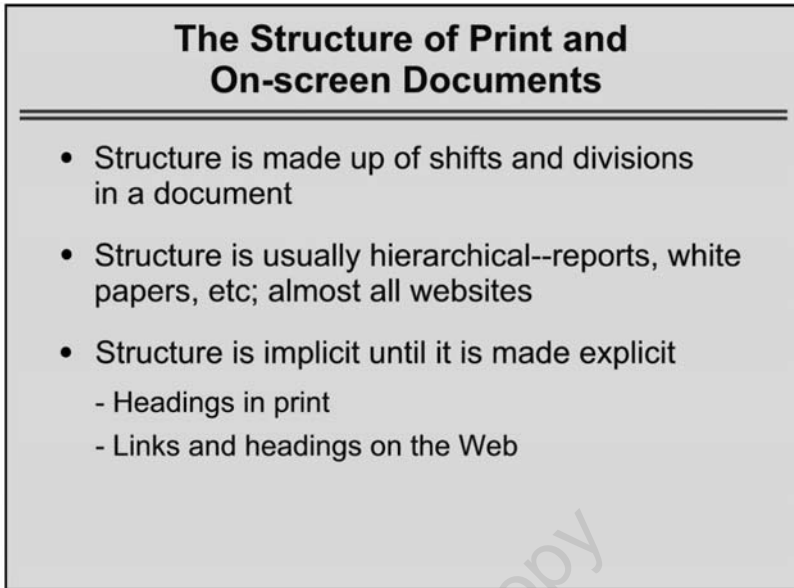 The Structure of Print and
On-screen Documents
• Structure is made up of shifts and divisions
in a document
• Structure is usually hierarchical--reports, white
papers, etc; almost all websites
• Structure is implicit until it is made explicit
- Headings in print
- Links and headings on the Web